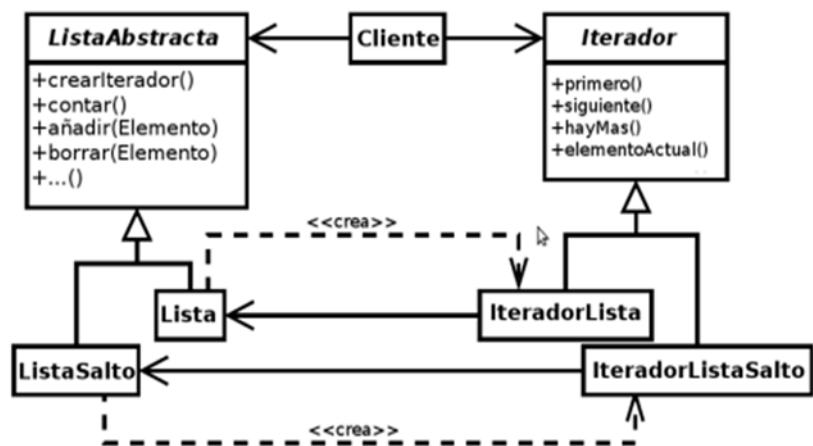 ListaAbstracta
+crearIterador()
+contar()
+añadir(Elemento)
+borrar(Elemento)
+...()
Cliente
Iterador
+primero()
+siguiente()
+hayMas()
+elementoActual()
<<crea>>
Lista
IteradorLista
ListaSalto
IteradorListaSalto
<<crea>>